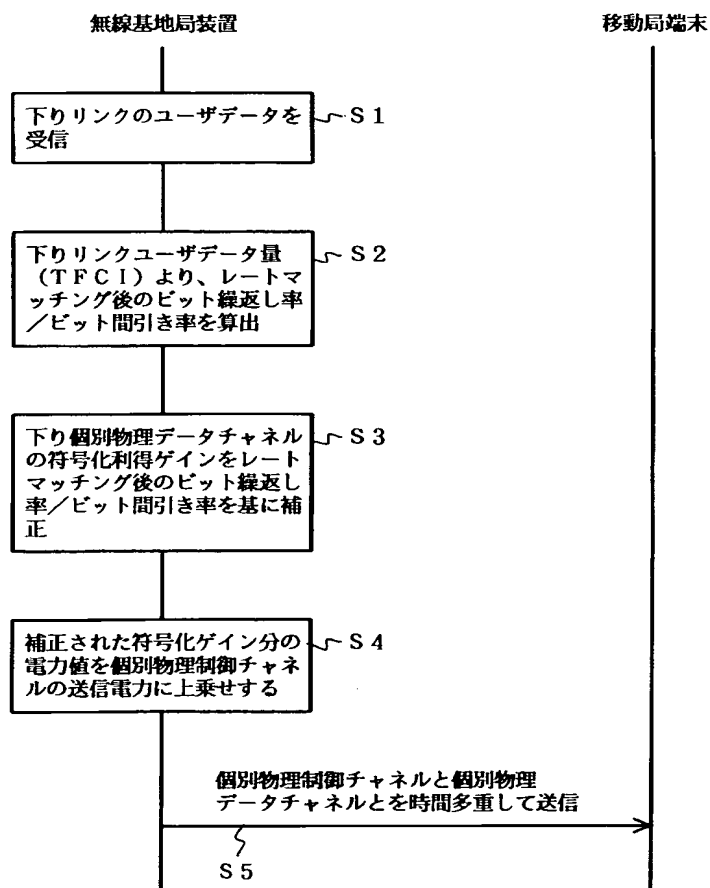 無線基地局装置
移動局端末
下りリンクのユーザデータを
受信
S1
下りリンクユーザデータ量
(TFCI)より、レートマ
ッチング後のビット繰返し率
／ビット間引き率を算出
S2
下り個別物理データチャネル
の符号化利得ゲインをレート
マッチング後のビット繰返し
率／ビット間引き率を基に補
正
S3
補正された符号化ゲイン分の
電力値を個別物理制御チャネ
ルの送信電力に上乗せする
S4
個別物理制御チャネルと個別物理
データチャネルとを時間多重して送信
S5